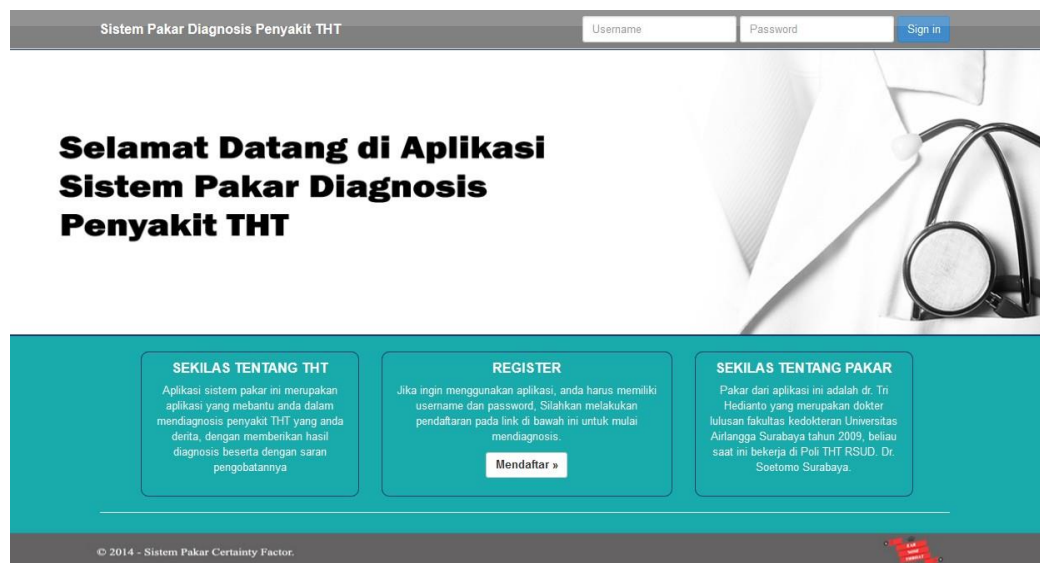 Sistem Pakar Diagnosis Penyakit THT
Username
Password
Sign in
Selamat Datang di Aplikasi
Sistem Pakar Diagnosis
Penyakit THT
SEKILAS TENTANG THT
Aplikasi sistem pakar ini merupakan
aplikasi yang mebantu anda dalam
mendiagnosis penyakit THT yang anda
derita, dengan memberikan hasil
diagnosis beserta dengan saran
pengobatannya
REGISTER
Jika ingin menggunakan aplikasi, anda harus memiliki
username dan password, Silahkan melakukan
pendaftaran pada link di bawah ini untuk mulai
mendiagnosis.
Mendaftar »
SEKILAS TENTANG PAKAR
Pakar dari aplikasi ini adalah dr. Tri
Hedianto yang merupakan dokter
lulusan fakultas kedokteran Universitas
Airlangga Surabaya tahun 2009, beliau
saat ini bekerja di Poli THT RSUD. Dr.
Soetomo Surabaya.
© 2014 - Sistem Pakar Certainty Factor.